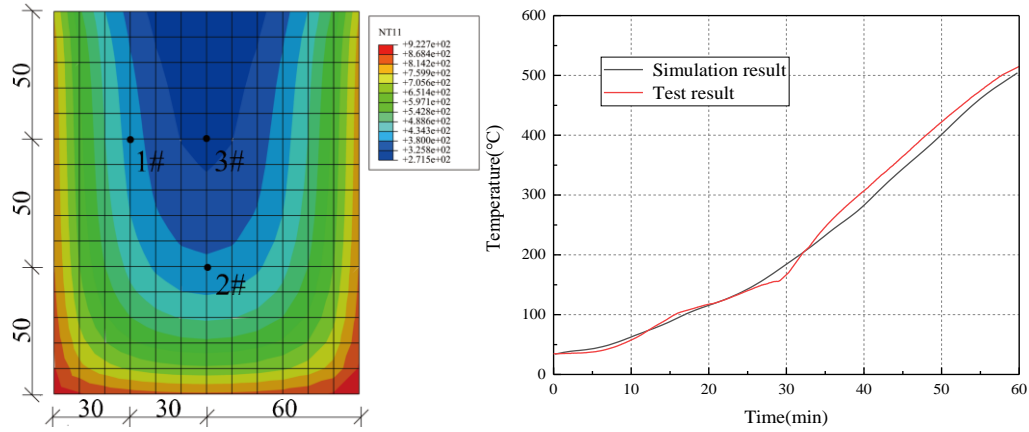 50
50
50
1#
3#
2#
30
30
60
NT11
+9.227e+02
+8.684e+02
+8.142e+02
+7.599e+02
+7.056e+02
+6.514e+02
+5.971e+02
+5.428e+02
+4.886e+02
+4.343e+02
+3.800e+02
+3.258e+02
+2.715e+02
Temperature(°C)
600
500
400
300
200
100
0
Simulation result
Test result
0
10
20
30
40
50
60
Time(min)